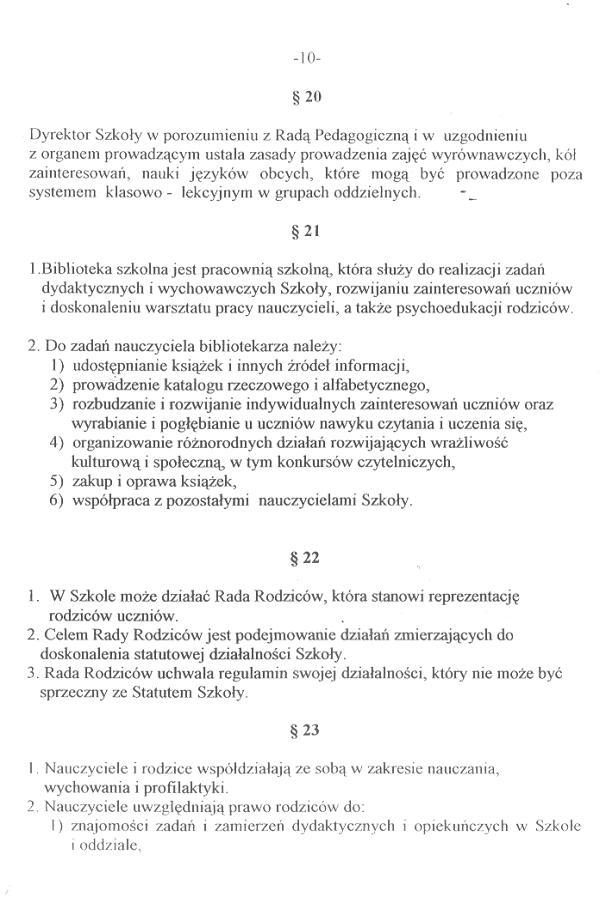 -10-
§ 20
Dyrektor Szkoły w porozumieniu z Radą Pedagogiczną i w uzgodnieniu
z organem prowadzącym ustala zasady prowadzenia zajęć wyrównawczych, kół
zainteresowań, nauki języków obcych, które mogą być prowadzone poza
systemem klasowo - lekcyjnym w grupach oddzielnych.
§ 21
1.Biblioteka szkolna jest pracownią szkolną, która służy do realizacji zadań
dydaktycznych i wychowawczych Szkoły, rozwijaniu zainteresowań uczniów
i doskonaleniu warsztatu pracy nauczycieli, a także psychoedukacji rodziców.
2. Do zadań nauczyciela bibliotekarza należy:
1) udostępnianie książek i innych źródeł informacji,
2) prowadzenie katalogu rzeczowego i alfabetycznego,
3) rozbudzanie i rozwijanie indywidualnych zainteresowań uczniów oraz
wyrabianie i pogłębianie u uczniów nawyku czytania i uczenia się,
4) organizowanie różnorodnych działań rozwijających wrażliwość
kulturową i społeczną, w tym konkursów czytelniczych,
5) zakup i oprawa książek,
6) współpraca z pozostałymi nauczycielami Szkoły.
§ 22
1. W Szkole może działać Rada Rodziców, która stanowi reprezentację
rodziców uczniów.
2. Celem Rady Rodziców jest podejmowanie działań zmierzających do
doskonalenia statutowej działalności Szkoły.
3. Rada Rodziców uchwala regulamin swojej działalności, który nie może być
sprzeczny ze Statutem Szkoły.
§ 23
1. Nauczyciele i rodzice współdziałają ze sobą w zakresie nauczania,
wychowania i profilaktyki.
2. Nauczyciele uwzględniają prawo rodziców do:
1) znajomości zadań i zamierzeń dydaktycznych i opiekuńczych w Szkole
i oddziale,